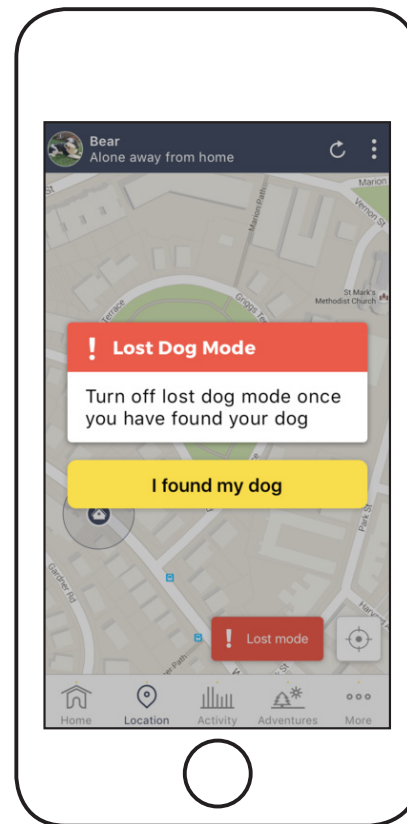 Bear
Alone away from home
Marion
Vernon St
Marion Path
St Mark's
Methodist Church
Griggs Te
Terrace
! Lost Dog Mode
Turn off lost dog mode once
you have found your dog
I found my dog
Park St
Gardner Rd
Harvard A
! Lost mode
Path
Home
Location
Activity
Adventures
More